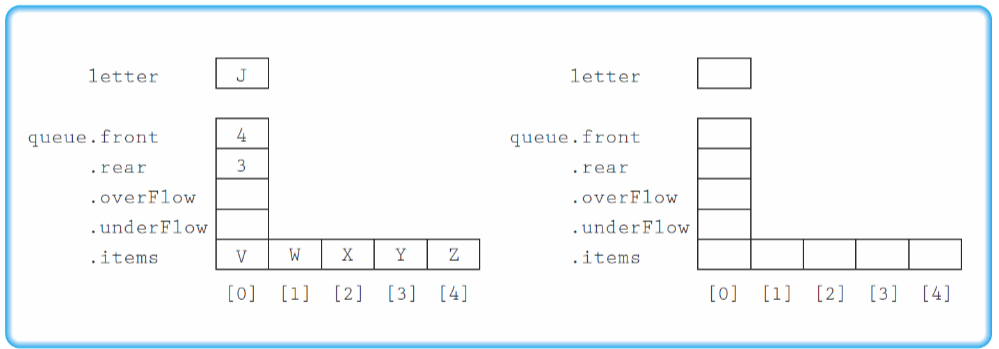 letter J letter
queue.front 4 queue.front
.rear 3 .rear
.overFlow .overFlow
.underFlow .underFlow
.items V W X Y Z .items
[0] [1] [2] [3] [4] [0] [1] [2] [3] [4]